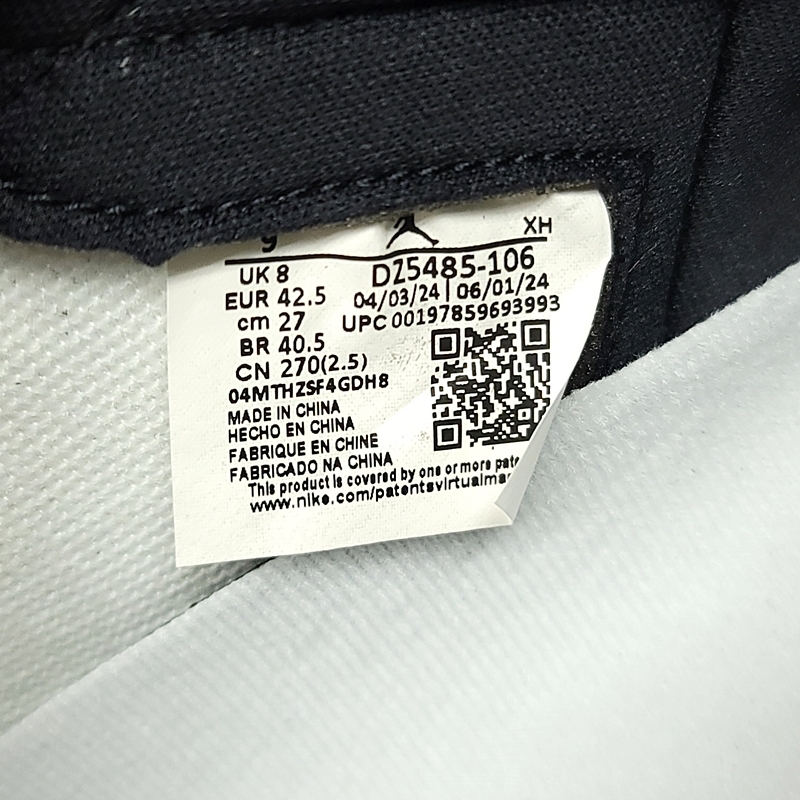 9 XH
UK 8 DZ5485-106
EUR 42.5 04/03/24 | 06/01/24
cm 27 UPC 00197859693993
BR 40.5
CN 270(2.5)
04MTHZSF4GDH8
MADE IN CHINA
HECHO EN CHINA
FABRIQUE EN CHINE
FABRICADO NA CHINA
This product is covered by one or more
www.nike.com/patentsvirtualmar